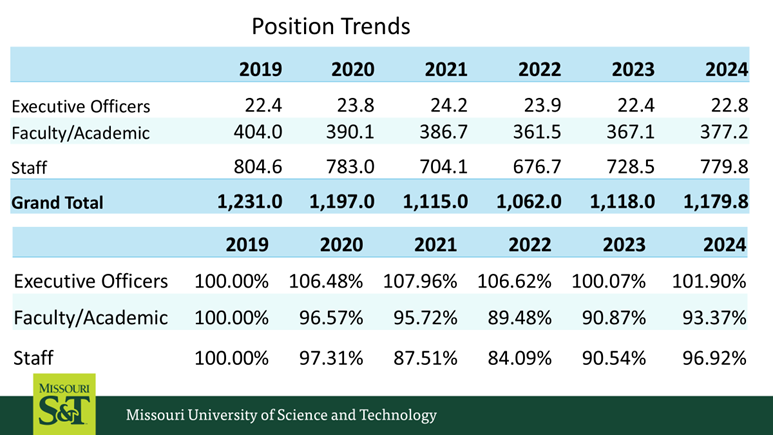 Position Trends
2019 2020 2021 2022 2023 2024
Executive Officers 22.4 23.8 24.2 23.9 22.4 22.8
Faculty/Academic 404.0 390.1 386.7 361.5 367.1 377.2
Staff 804.6 783.0 704.1 676.7 728.5 779.8
Grand Total 1,231.0 1,197.0 1,115.0 1,062.0 1,118.0 1,179.8
2019 2020 2021 2022 2023 2024
Executive Officers 100.00% 106.48% 107.96% 106.62% 100.07% 101.90%
Faculty/Academic 100.00% 96.57% 95.72% 89.48% 90.87% 93.37%
Staff 100.00% 97.31% 87.51% 84.09% 90.54% 96.92%
MISSOURI
S&T
Missouri University of Science and Technology